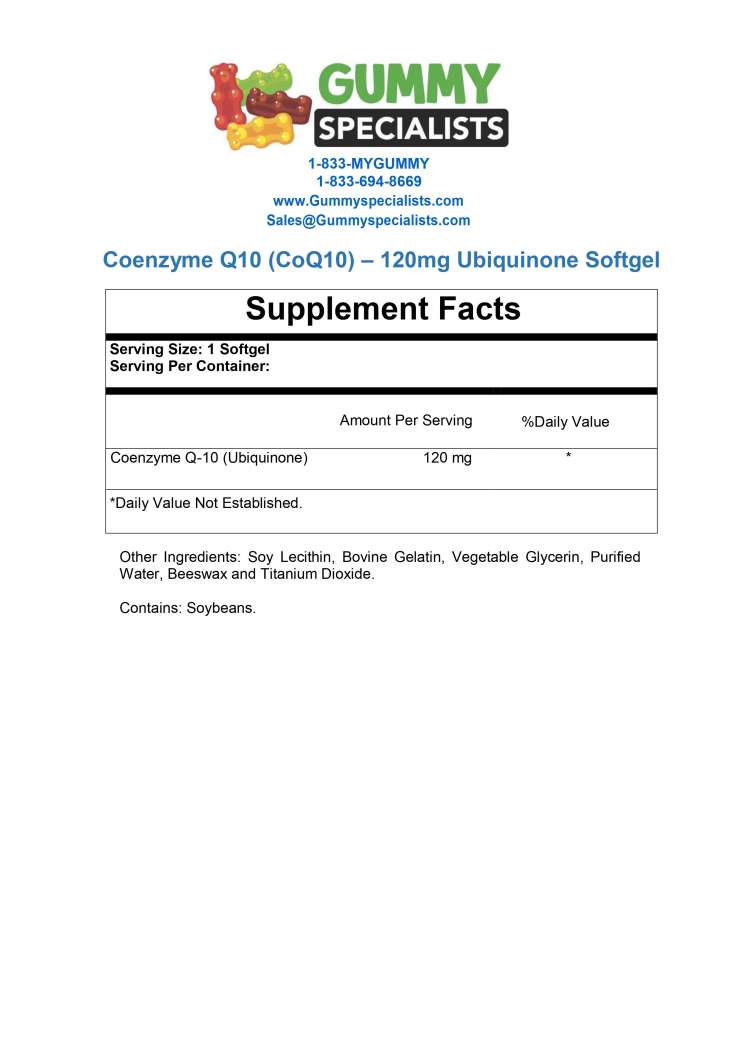 GUMMY
SPECIALISTS
1-833-MYGUMMY
1-833-694-8669
www.Gummyspecialists.com
Sales@Gummyspecialists.com
Coenzyme Q10 (CoQ10) – 120mg Ubiquinone Softgel
Supplement Facts
Serving Size: 1 Softgel
Serving Per Container:
Amount Per Serving %Daily Value
Coenzyme Q-10 (Ubiquinone) 120 mg *
*Daily Value Not Established.
Other Ingredients: Soy Lecithin, Bovine Gelatin, Vegetable Glycerin, Purified
Water, Beeswax and Titanium Dioxide.
Contains: Soybeans.